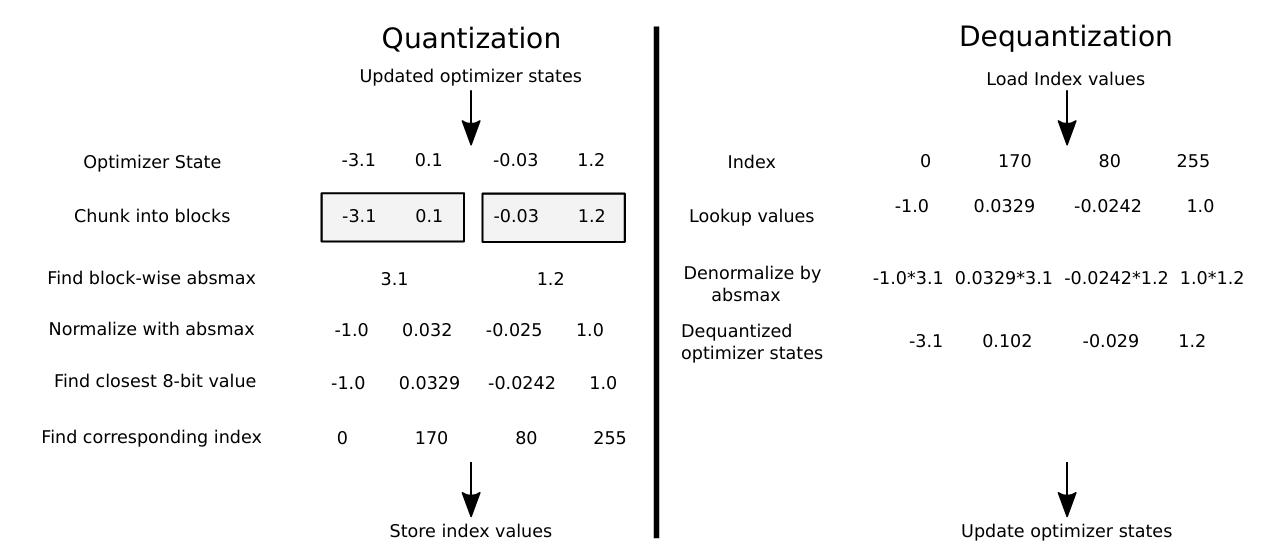 Quantization
Updated optimizer states
Optimizer State -3.1 0.1 -0.03 1.2
Chunk into blocks -3.1 0.1 -0.03 1.2
Find block-wise absmax 3.1 1.2
Normalize with absmax -1.0 0.032 -0.025 1.0
Find closest 8-bit value -1.0 0.0329 -0.0242 1.0
Find corresponding index 0 170 80 255
Store index values
Dequantization
Load Index values
Index 0 170 80 255
Lookup values -1.0 0.0329 -0.0242 1.0
Denormalize by
absmax -1.0*3.1 0.0329*3.1 -0.0242*1.2 1.0*1.2
Dequantized
optimizer states -3.1 0.102 -0.029 1.2
Update optimizer states